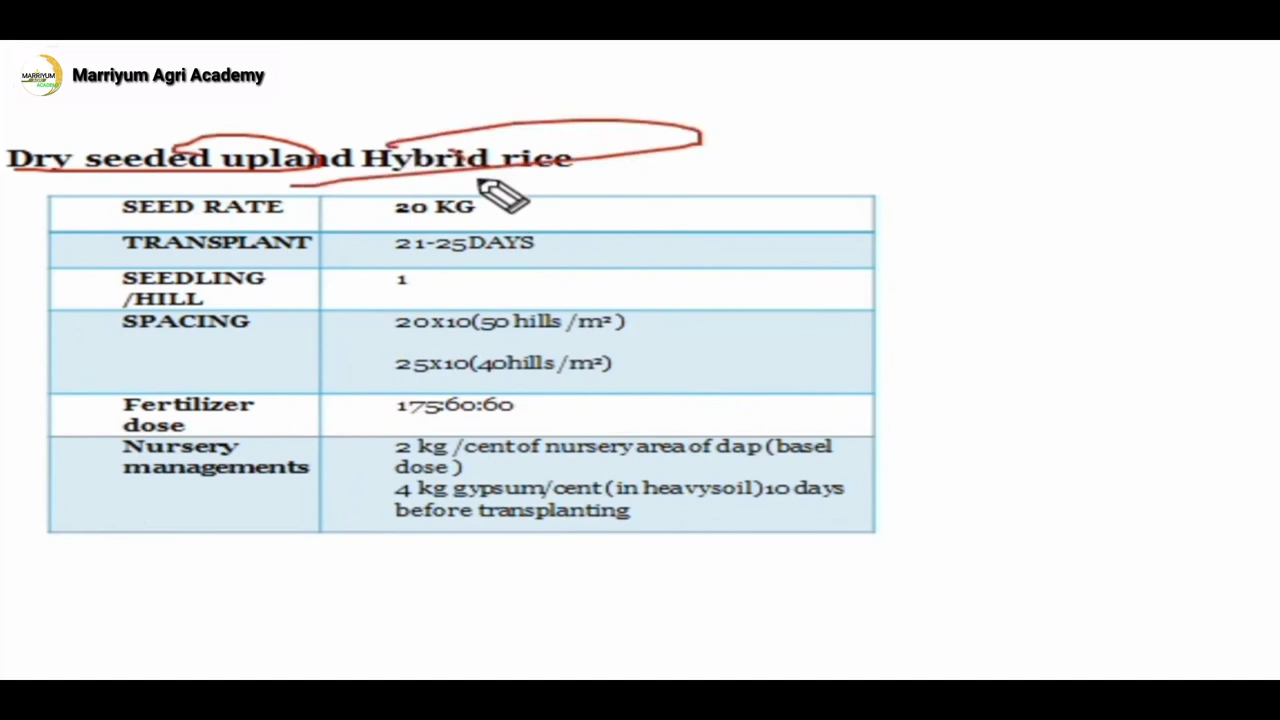 MARRIYUM
ACADEMY
Marriyum Agri Academy
Dry seeded upland Hybrid rice
SEED RATE 20 KG
TRANSPLANT 21-25DAYS
SEEDLING 1
/HILL
SPACING 20x10(50 hills /m²)
25x10(40hills/m²)
Fertilizer 175:60:60
dose
Nursery 2 kg /cent of nursery area of dap (basel
managements dose )
4 kg gypsum/cent (in heavysoil)10 days
before transplanting